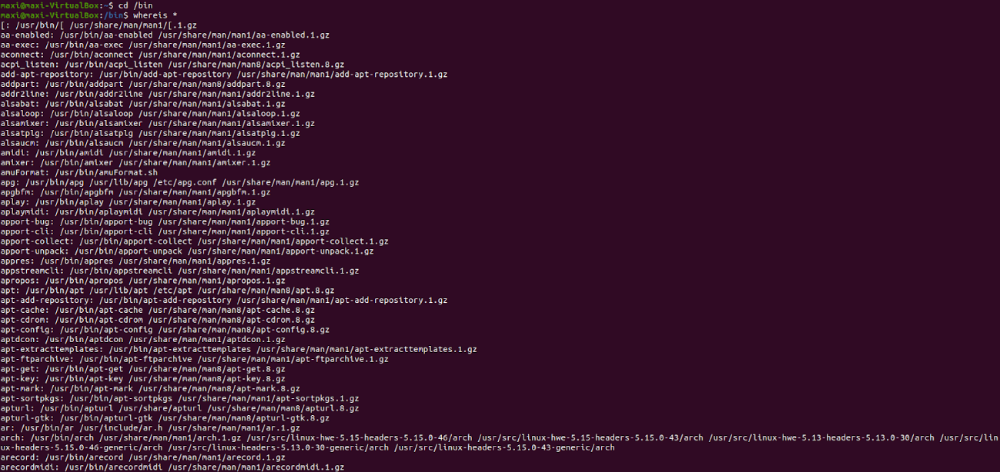 maxi@maxi-VirtualBox:~$ cd /bin
maxi@maxi-VirtualBox:/bin$ whereis *
[: /usr/bin/[ /usr/share/man/man1/[.1.gz
aa-enabled: /usr/bin/aa-enabled /usr/share/man/man1/aa-enabled.1.gz
aa-exec: /usr/bin/aa-exec /usr/share/man/man1/aa-exec.1.gz
aconnect: /usr/bin/aconnect /usr/share/man/man1/aconnect.1.gz
acpi_listen: /usr/bin/acpi_listen /usr/share/man/man8/acpi_listen.8.gz
add-apt-repository: /usr/bin/add-apt-repository /usr/share/man/man1/add-apt-repository.1.gz
addpart: /usr/bin/addpart /usr/share/man/man8/addpart.8.gz
addr2line: /usr/bin/addr2line /usr/share/man/man1/addr2line.1.gz
alsabat: /usr/bin/alsabat /usr/share/man/man1/alsabat.1.gz
alsaloop: /usr/bin/alsaloop /usr/share/man/man1/alsaloop.1.gz
alsamixer: /usr/bin/alsamixer /usr/share/man/man1/alsamixer.1.gz
alsatplg: /usr/bin/alsatplg /usr/share/man/man1/alsatplg.1.gz
alsaucm: /usr/bin/alsaucm /usr/share/man/man1/alsaucm.1.gz
amidi: /usr/bin/amidi /usr/share/man/man1/amidi.1.gz
amixer: /usr/bin/amixer /usr/share/man/man1/amixer.1.gz
amuFormat: /usr/bin/amuFormat.sh
apg: /usr/bin/apg /usr/lib/apg /etc/apg.conf /usr/share/man/man1/apg.1.gz
apgbfm: /usr/bin/apgbfm /usr/share/man/man1/apgbfm.1.gz
aplay: /usr/bin/aplay /usr/share/man/man1/aplay.1.gz
aplaymidi: /usr/bin/aplaymidi /usr/share/man/man1/aplaymidi.1.gz
apport-bug: /usr/bin/apport-bug /usr/share/man/man1/apport-bug.1.gz
apport-cli: /usr/bin/apport-cli /usr/share/man/man1/apport-cli.1.gz
apport-collect: /usr/bin/apport-collect /usr/share/man/man1/apport-collect.1.gz
apport-unpack: /usr/bin/apport-unpack /usr/share/man/man1/apport-unpack.1.gz
appres: /usr/bin/appres /usr/share/man/man1/appres.1.gz
appstreamcli: /usr/bin/appstreamcli /usr/share/man/man1/appstreamcli.1.gz
apropos: /usr/bin/apropos /usr/share/man/man1/apropos.1.gz
apt: /usr/bin/apt /usr/lib/apt /etc/apt /usr/share/man/man8/apt.8.gz
apt-add-repository: /usr/bin/apt-add-repository /usr/share/man/man1/apt-add-repository.1.gz
apt-cache: /usr/bin/apt-cache /usr/share/man/man8/apt-cache.8.gz
apt-cdrom: /usr/bin/apt-cdrom /usr/share/man/man8/apt-cdrom.8.gz
apt-config: /usr/bin/apt-config /usr/share/man/man8/apt-config.8.gz
aptdcon: /usr/bin/aptdcon /usr/share/man/man1/aptdcon.1.gz
apt-extracttemplates: /usr/bin/apt-extracttemplates /usr/share/man/man1/apt-extracttemplates.1.gz
apt-ftparchive: /usr/bin/apt-ftparchive /usr/share/man/man1/apt-ftparchive.1.gz
apt-get: /usr/bin/apt-get /usr/share/man/man8/apt-get.8.gz
apt-key: /usr/bin/apt-key /usr/share/man/man8/apt-key.8.gz
apt-mark: /usr/bin/apt-mark /usr/share/man/man8/apt-mark.8.gz
apt-sortpkgs: /usr/bin/apt-sortpkgs /usr/share/man/man1/apt-sortpkgs.1.gz
apturl: /usr/bin/apturl /usr/share/apturl /usr/share/man/man8/apturl.8.gz
apturl-gtk: /usr/bin/apturl-gtk /usr/share/man/man8/apturl-gtk.8.gz
ar: /usr/bin/ar /usr/include/ar.h /usr/share/man/man1/ar.1.gz
arch: /usr/bin/arch /usr/share/man/man1/arch.1.gz /usr/src/linux-hwe-5.15-headers-5.15.0-46/arch /usr/src/linux-hwe-5.15-headers-5.15.0-43/arch /usr/src/linux-hwe-5.13-headers-5.13.0-30/arch /usr/src/lin
ux-headers-5.15.0-46-generic/arch /usr/src/linux-headers-5.13.0-30-generic/arch /usr/src/linux-headers-5.15.0-43-generic/arch
arecord: /usr/bin/arecord /usr/share/man/man1/arecord.1.gz
arecordmidi: /usr/bin/arecordmidi /usr/share/man/man1/arecordmidi.1.gz